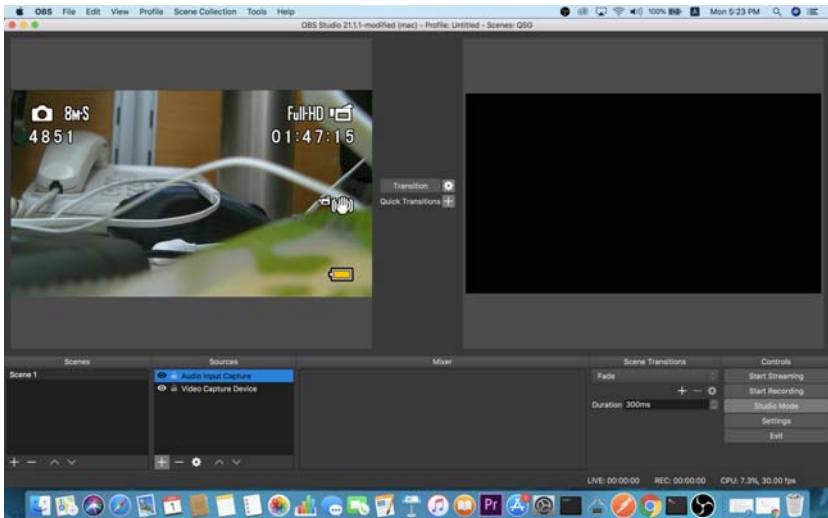 OBS File Edit View Profile Scene Collection Tools Help 100% Mon 5:23 PM
OBS Studio 21.1.1-modified (mac) - Profile: Untitled - Scenes: QSG
8M·S Full-HD
4851 01:47:15
Transition
Quick Transitions
Scenes Sources Mixer Scene Transitions Controls
Scene 1
Audio Input Capture
Video Capture Device
Fade
Duration 300ms
Start Streaming
Start Recording
Studio Mode
Settings
Exit
LIVE: 00:00:00 REC: 00:00:00 CPU: 7.3%, 30.00 fps
1
Pr